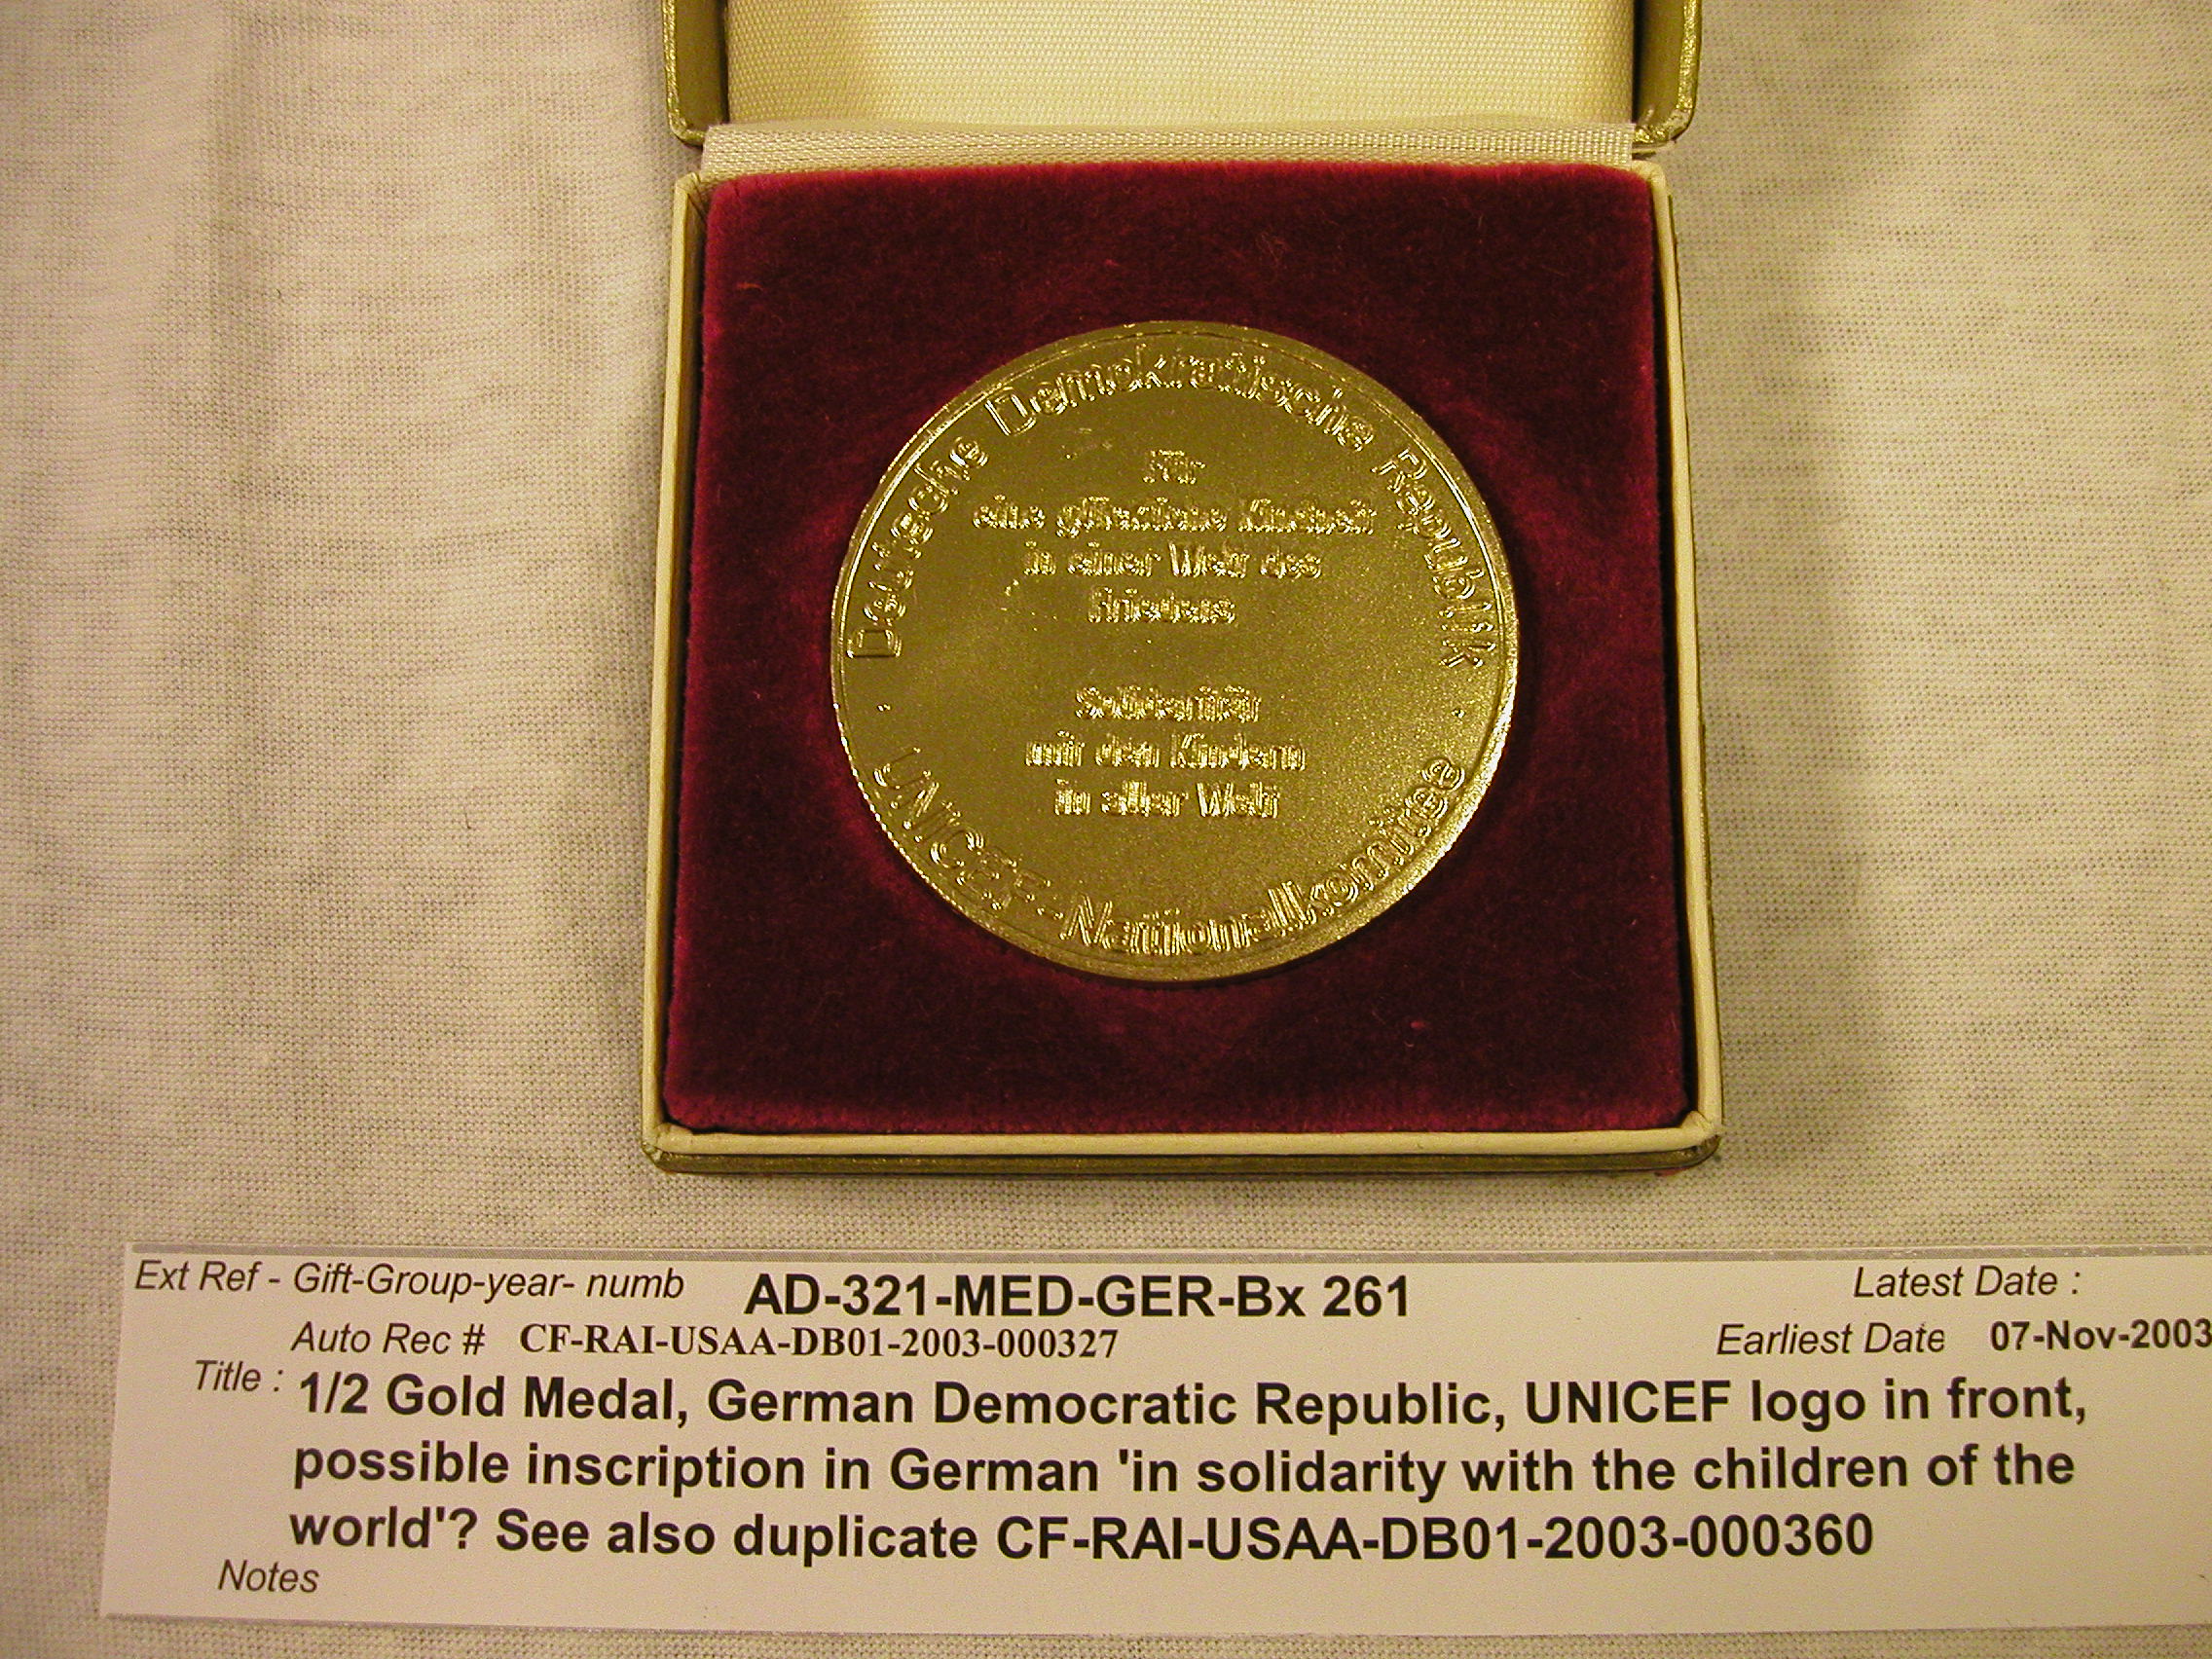 Deutsche Demokratische Republik
Für
eine glückliche Kindheit
in einer Welt des
Friedens
Solidarität
mit den Kindern
in aller Welt
UNICEF-Nationalkomitee
Ext Ref - Gift-Group-year- numb AD-321-MED-GER-Bx 261 Latest Date :
Auto Rec # CF-RAI-USAA-DB01-2003-000327 Earliest Date 07-Nov-2003
Title : 1/2 Gold Medal, German Democratic Republic, UNICEF logo in front,
possible inscription in German 'in solidarity with the children of the
world'? See also duplicate CF-RAI-USAA-DB01-2003-000360
Notes